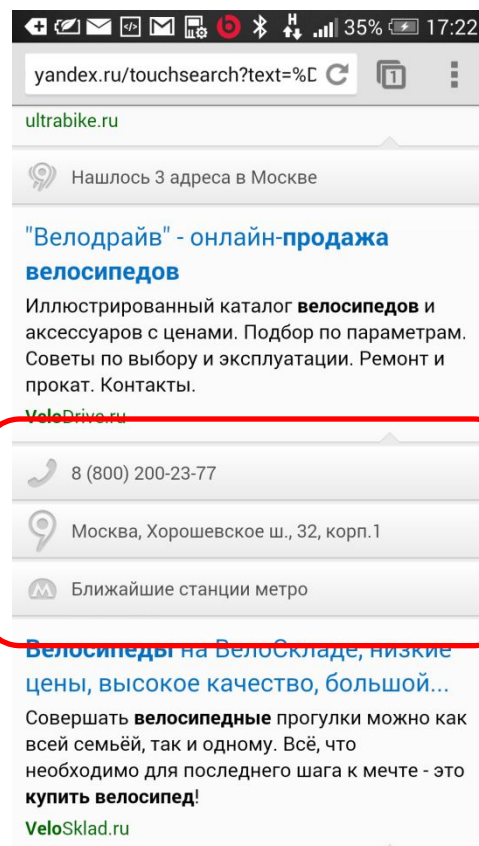 H
35% 17:22
yandex.ru/touchsearch?text=%D
1
ultrabike.ru
Нашлось 3 адреса в Москве
"Велодрайв" - онлайн-продажа
велосипедов
Иллюстрированный каталог велосипедов и
аксессуаров с ценами. Подбор по параметрам.
Советы по выбору и эксплуатации. Ремонт и
прокат. Контакты.
VeloDrive.ru
8 (800) 200-23-77
Москва, Хорошевское ш., 32, корп.1
Ближайшие станции метро
Велосипеды на ВелоСкладе, низкие
цены, высокое качество, большой...
Совершать велосипедные прогулки можно как
всей семьёй, так и одному. Всё, что
необходимо для последнего шага к мечте - это
купить велосипед!
VeloSklad.ru